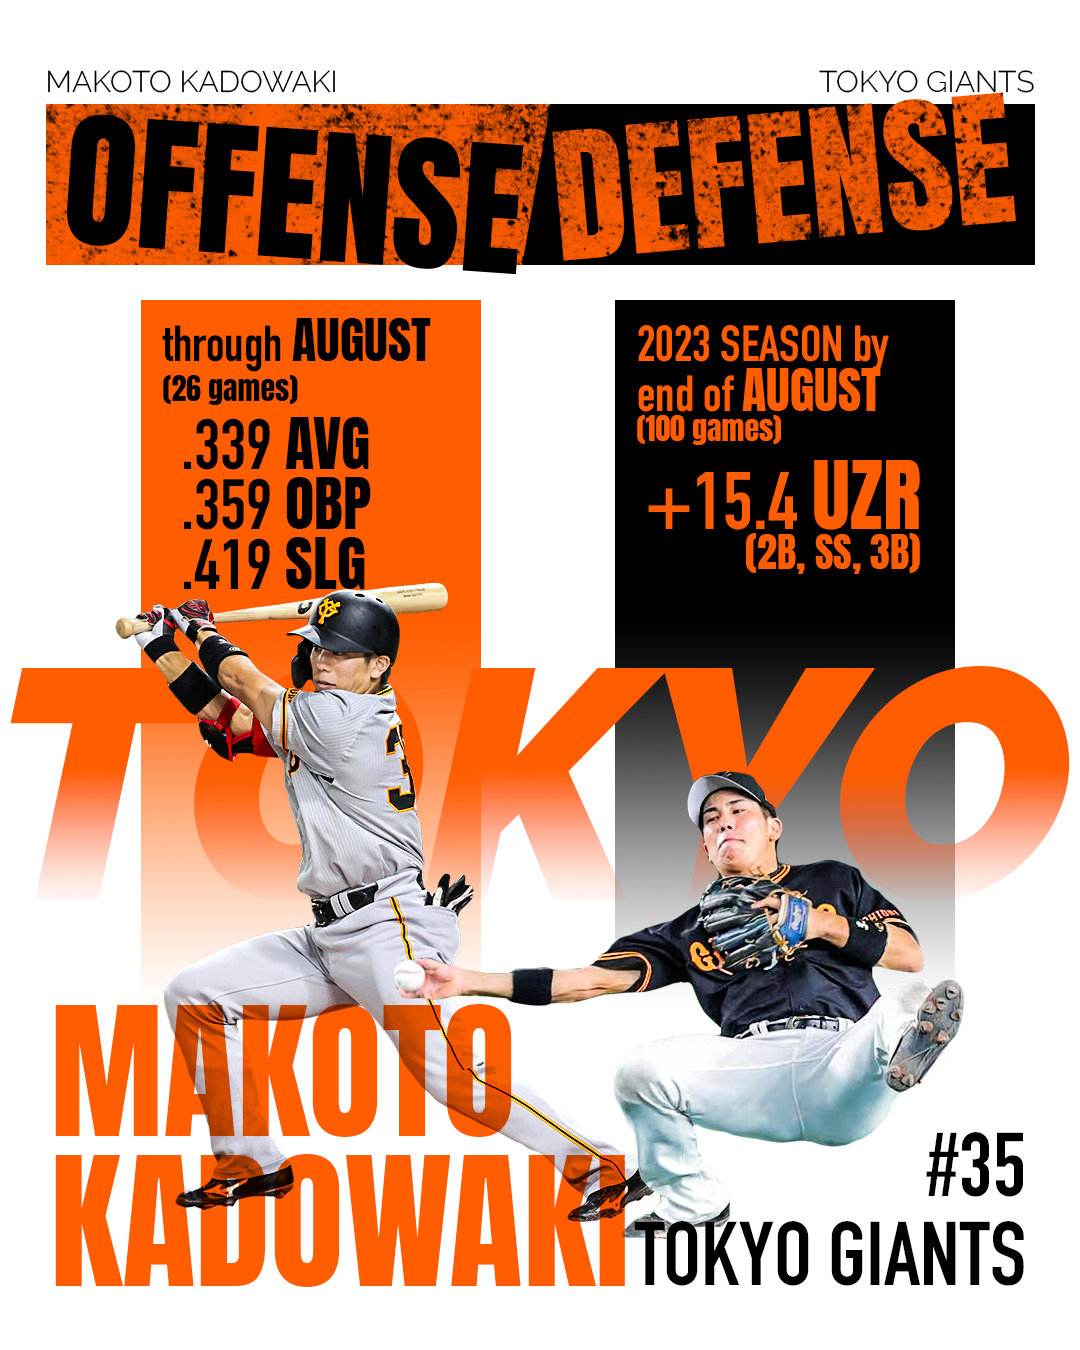 MAKOTO KADOWAKI
TOKYO GIANTS
OFFENSE/DEFENSE
through AUGUST
(26 games)
.339 AVG
.359 OBP
.419 SLG
2023 SEASON by
end of AUGUST
(100 games)
+15.4 UZR
(2B, SS, 3B)
TOKYO
MAKOTO
KADOWAKI
#35
TOKYO GIANTS